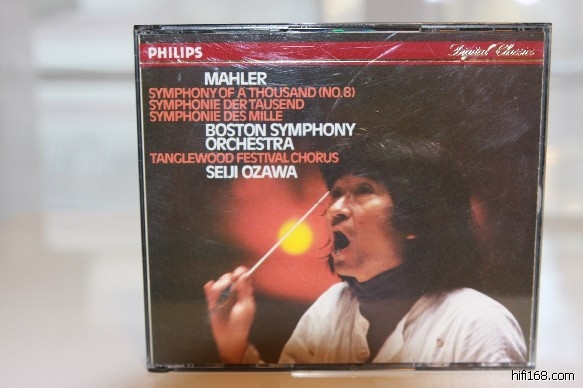 PHILIPS
Digital Classics
MAHLER
SYMPHONY OF A THOUSAND (NO.8)
SYMPHONIE DER TAUSEND
SYMPHONIE DES MILLE
BOSTON SYMPHONY
ORCHESTRA
TANGLEWOOD FESTIVAL CHORUS
SEIJI OZAWA
hifi168.com